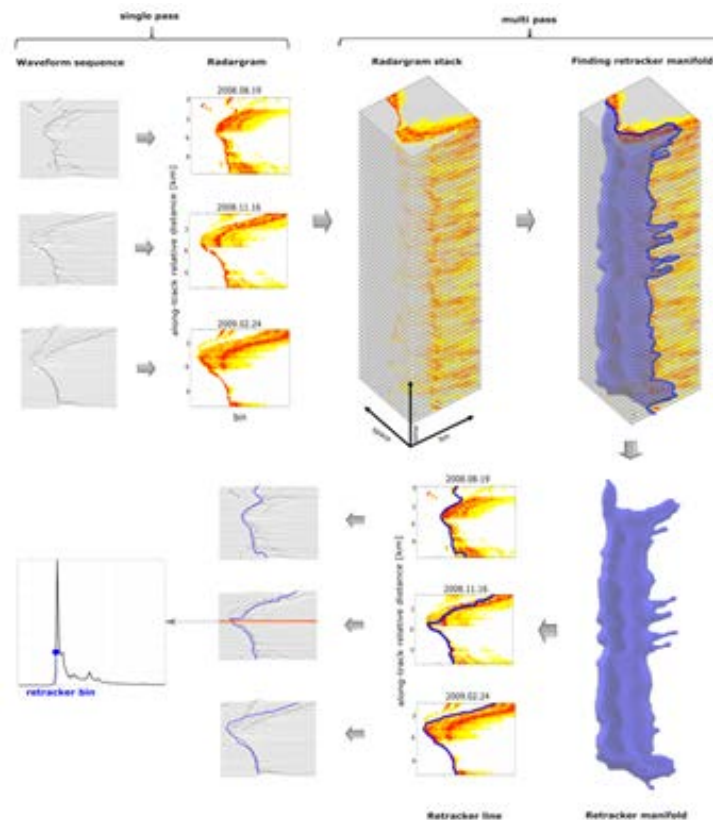 single pass
multi pass
Waveform sequence
Radargram
Radargram stack
Finding retracker manifold
2008.08.19
2008.11.16
2009.02.24
along-track relative distance [km]
bin
space
bin
2008.08.19
2008.11.16
2009.02.24
along-track relative distance [km]
retracker bin
Retracker line
Retracker manifold